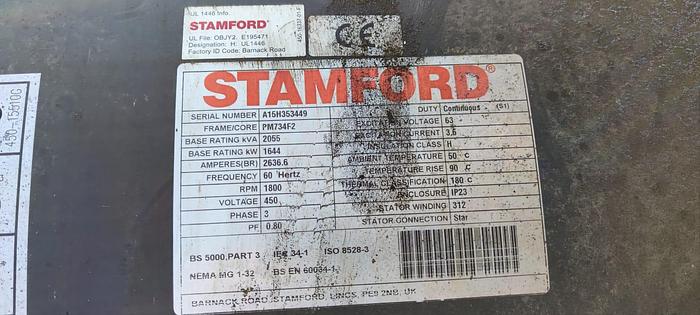 UL 1446 Info.
STAMFORD
UL File: OBJY2. E195471
Designation: H: UL1446
Factory ID Code: Barnack Road
CE
STAMFORD®
SERIAL NUMBER A15H353449
FRAME/CORE PM734F2
BASE RATING kVA 2055
BASE RATING kW 1644
AMPERES(BR) 2636.6
FREQUENCY 60 Hertz
RPM 1800
VOLTAGE 450
PHASE 3
PF 0.80
DUTY Continuous - (S1)
EXCITATION VOLTAGE 63
EXCITATION CURRENT 3.6
INSULATION CLASS H
AMBIENT TEMPERATURE 50 C
TEMPERATURE RISE 90 C
THERMAL CLASSIFICATION 180 C
ENCLOSURE IP23
STATOR WINDING 312
STATOR CONNECTION Star
BS 5000,PART 3 IEC 34-1 ISO 8528-3
NEMA MG 1-32 BS EN 60034-1
BARNACK ROAD, STAMFORD, LINCS, PE9 2NB, UK